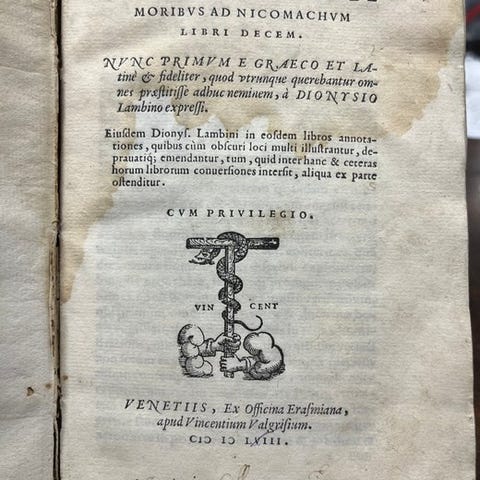 MORIBVS AD NICOMACHVM
LIBRI DECEM.
NVNC PRIMVM E GRAECO ET LA-
tinè & fideliter, quod vtrunque querebantur om-
nes præstitisse adhuc neminem, à DIONYSIO
Lambino expressi.
Eiusdem Dionys. Lambini in eosdem libros annota-
tiones, quibus cùm obscuri loci multi illustrantur, de-
prauatiq; emendantur, tum, quid inter hanc & ceteras
horum librorum conuersiones intersit, aliqua ex parte
ostenditur.
CVM PRIVILEGIO.
VIN CENT
VENETIIS, Ex Officina Erasmiana,
apud Vincentium Valgrisium.
CIↃ IↃ LVIII.